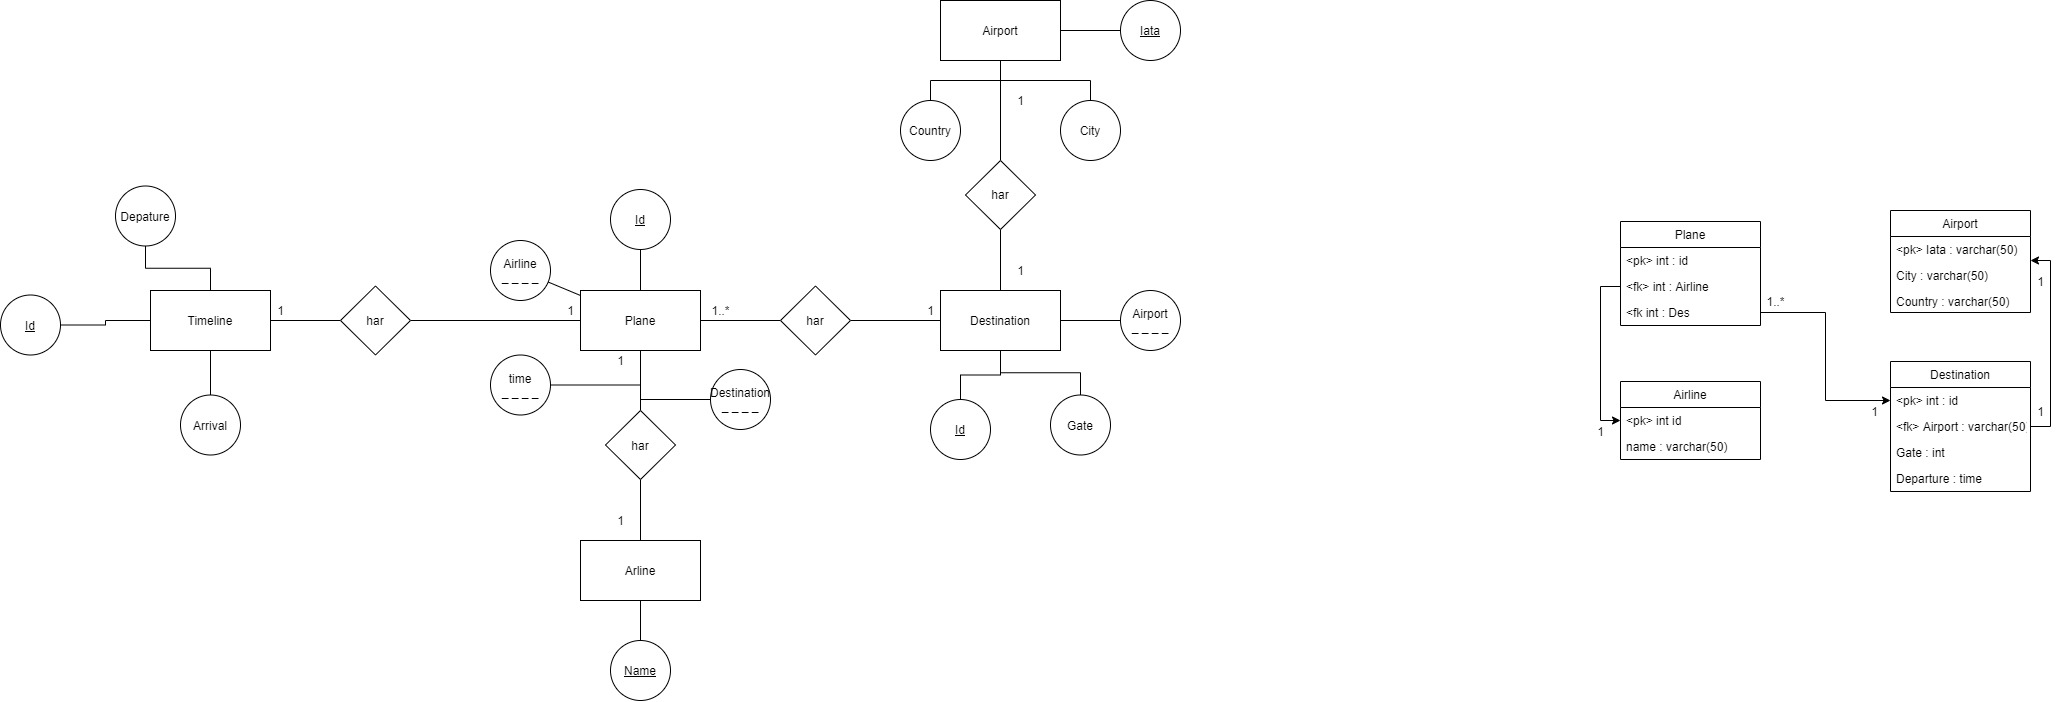 Airport
Iata
1
Country
City
har
1
Depature
Id
Airline
Id
Timeline
1
har
1
Plane
1..*
har
1
Destination
Airport
Arrival
1
time
Destination
Id
Gate
har
1
Arline
Name
Plane
<pk> int : id
<fk> int : Airline
<fk int : Des
1..*
Airport
<pk> Iata : varchar(50)
City : varchar(50)
Country : varchar(50)
1
Airline
<pk> int id
name : varchar(50)
1
Destination
<pk> int : id
<fk> Airport : varchar(50
Gate : int
Departure : time
1
1